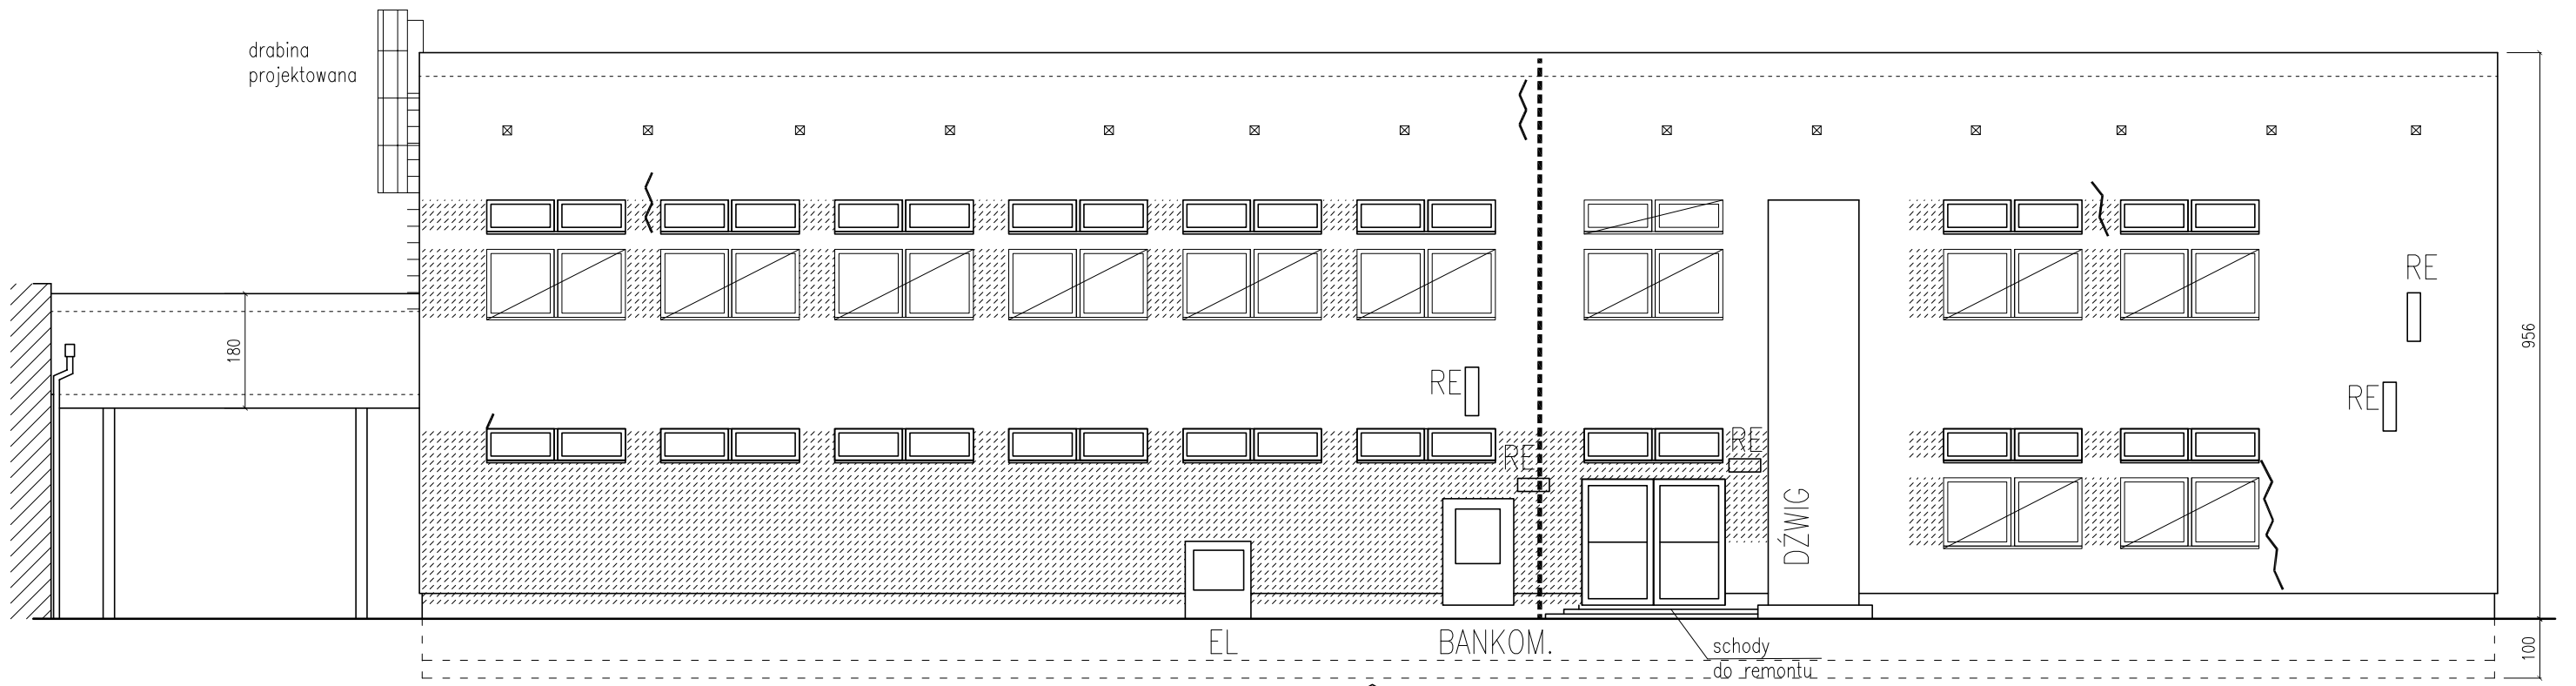 drabina
projektowana
RE
956
180
RE
RE
RE
RE
DŹWIG
EL
BANKOM.
schody
do remontu
100